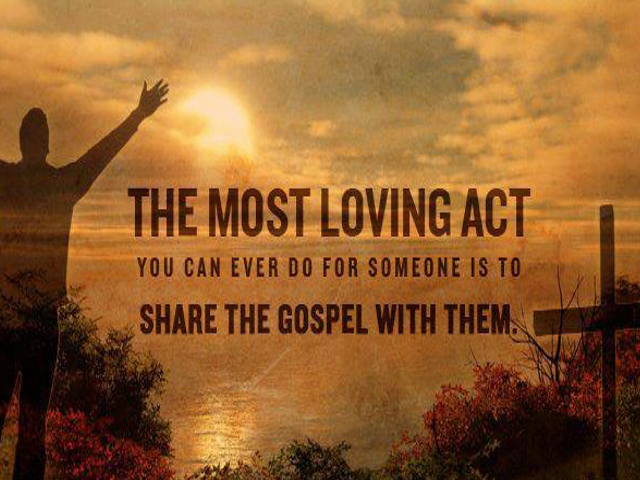 THE MOST LOVING ACT
YOU CAN EVER DO FOR SOMEONE IS TO
SHARE THE GOSPEL WITH THEM.